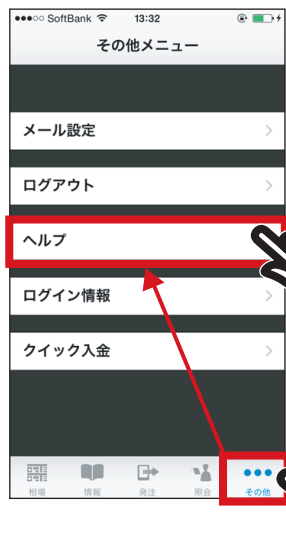 SoftBank 13:32
その他メニュー
メール設定
ログアウト
ヘルプ
ログイン情報
クイック入金
相場 情報 発注 照会 その他